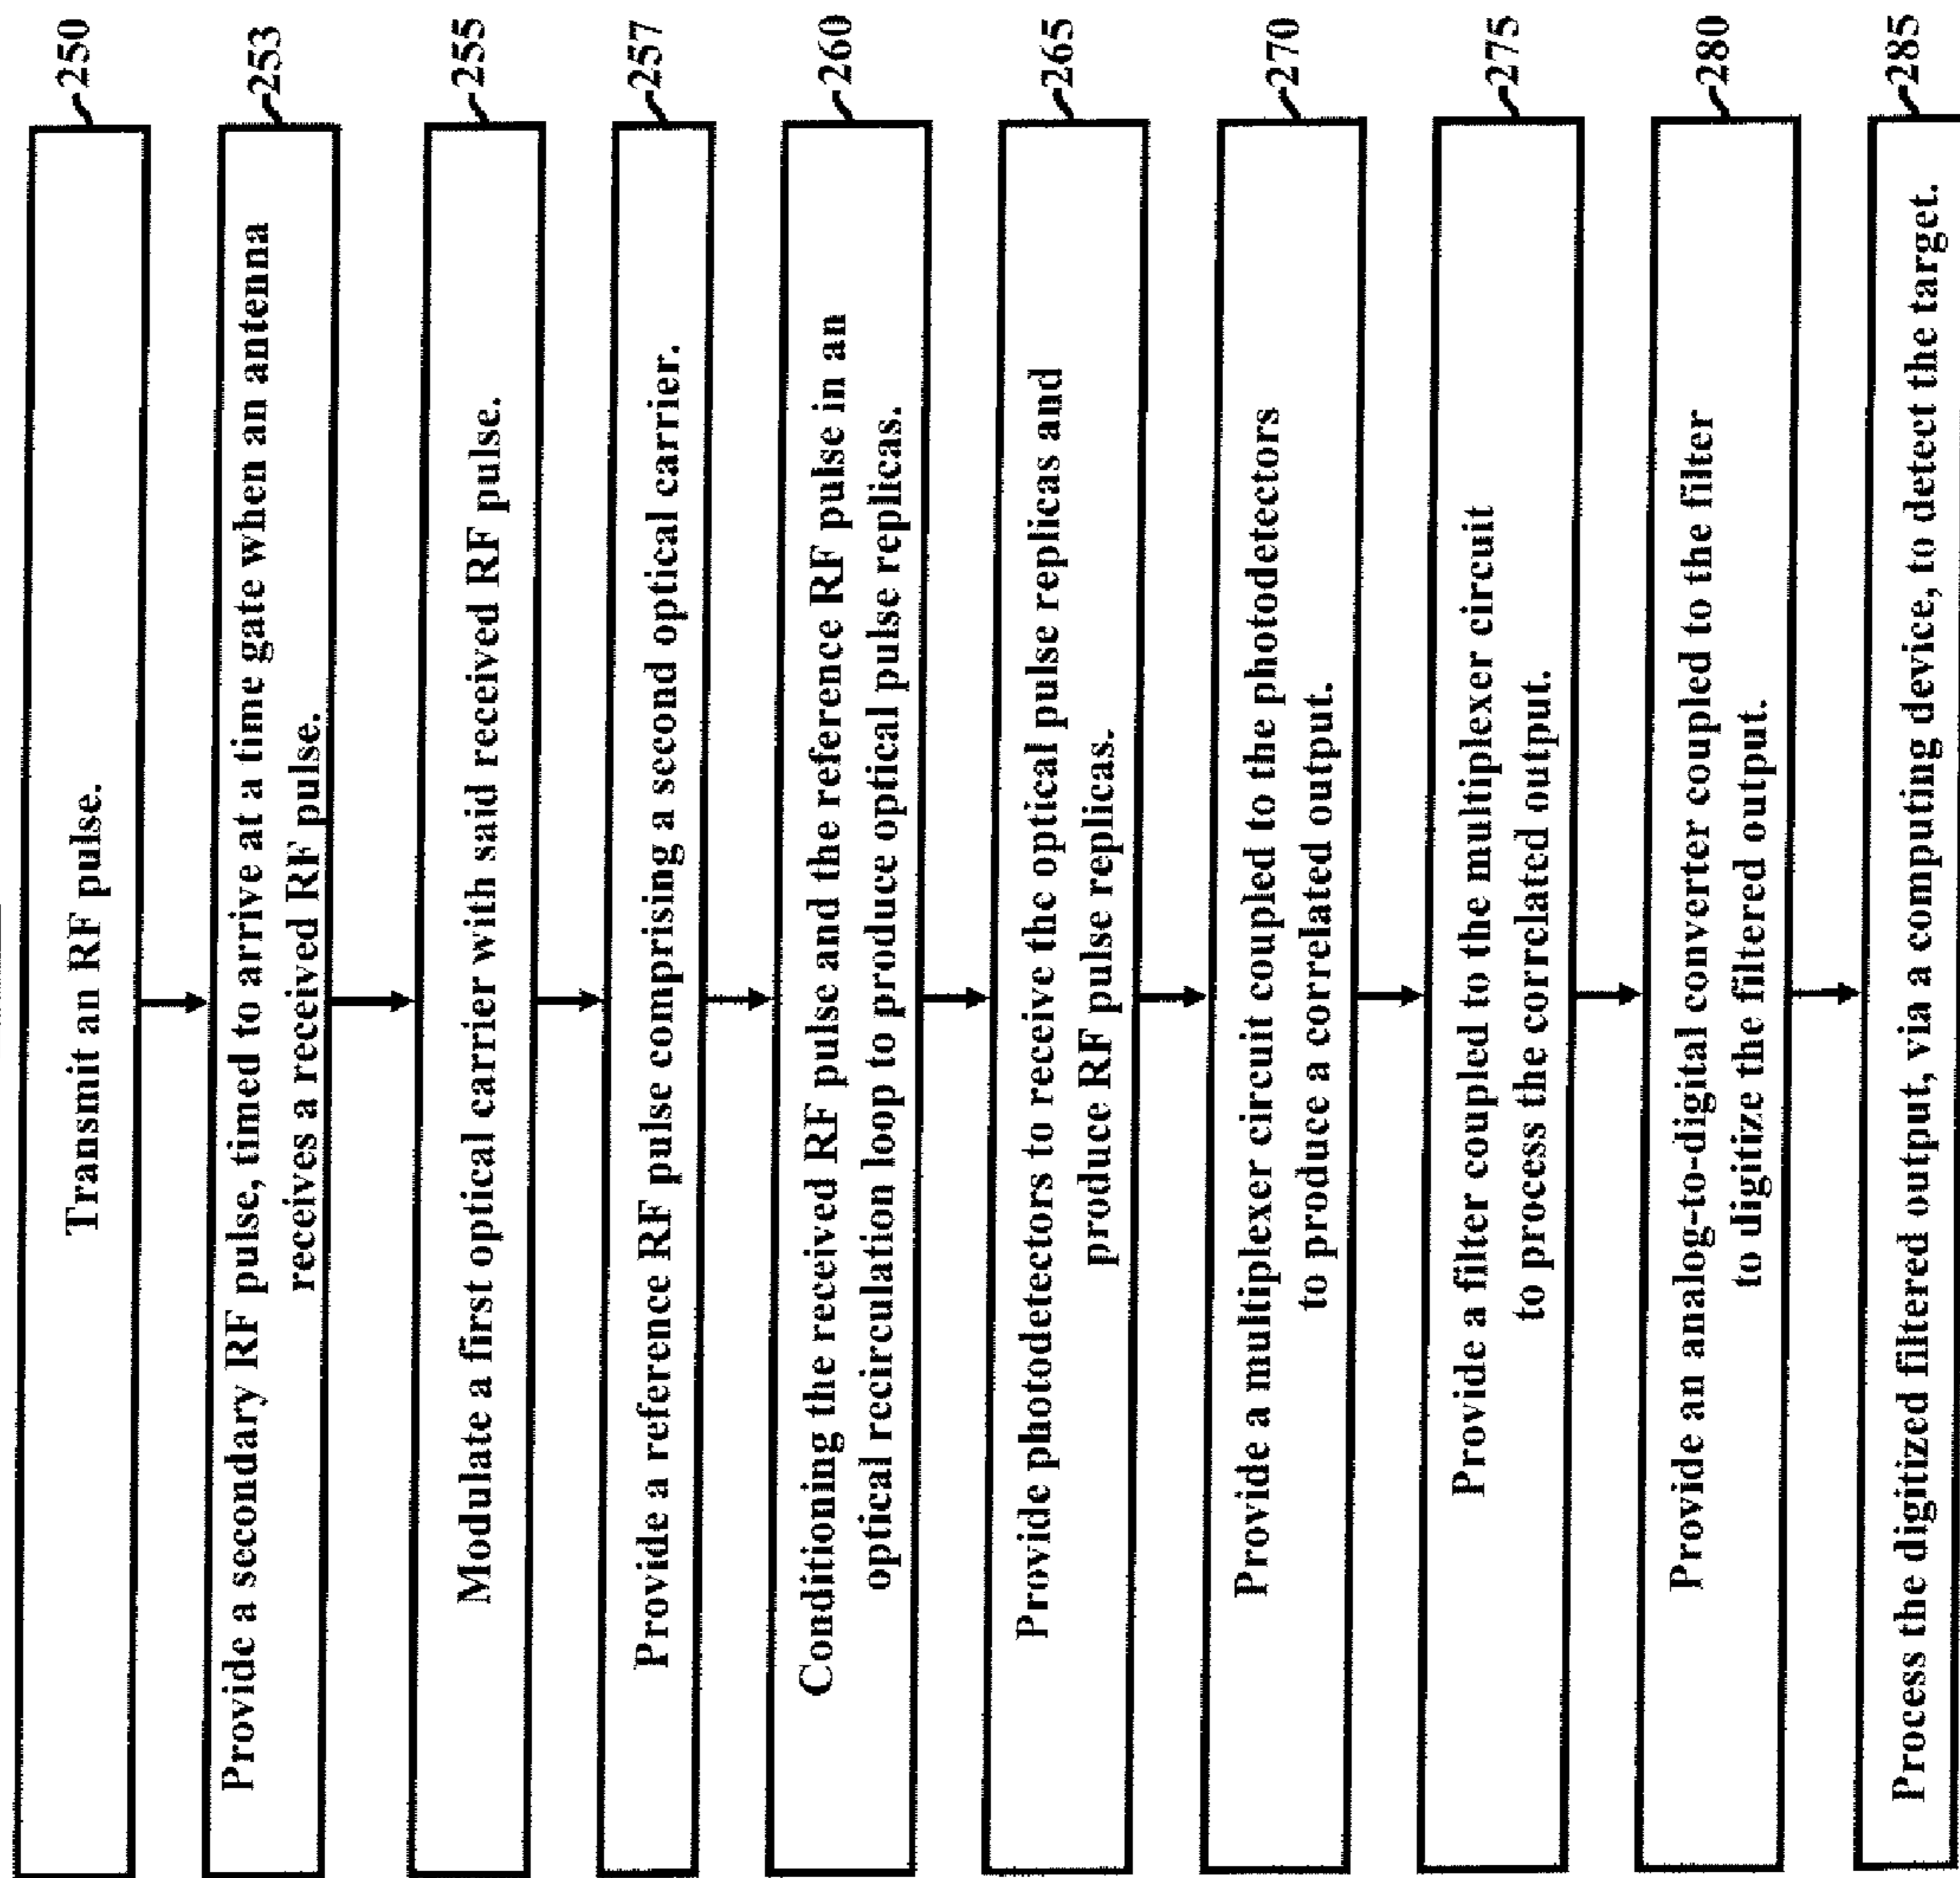 250
Transmit an RF pulse.
253
Provide a secondary RF pulse, timed to arrive at a time gate when an antenna
receives a received RF pulse.
255
Modulate a first optical carrier with said received RF pulse.
257
Provide a reference RF pulse comprising a second optical carrier.
260
Conditioning the received RF pulse and the reference RF pulse in an
optical recirculation loop to produce optical pulse replicas.
265
Provide photodetectors to receive the optical pulse replicas and
produce RF pulse replicas.
270
Provide a multiplexer circuit coupled to the photodetectors
to produce a correlated output.
275
Provide a filter coupled to the multiplexer circuit
to process the correlated output.
280
Provide an analog-to-digital converter coupled to the filter
to digitize the filtered output.
285
Process the digitized filtered output, via a computing device, to detect the target.